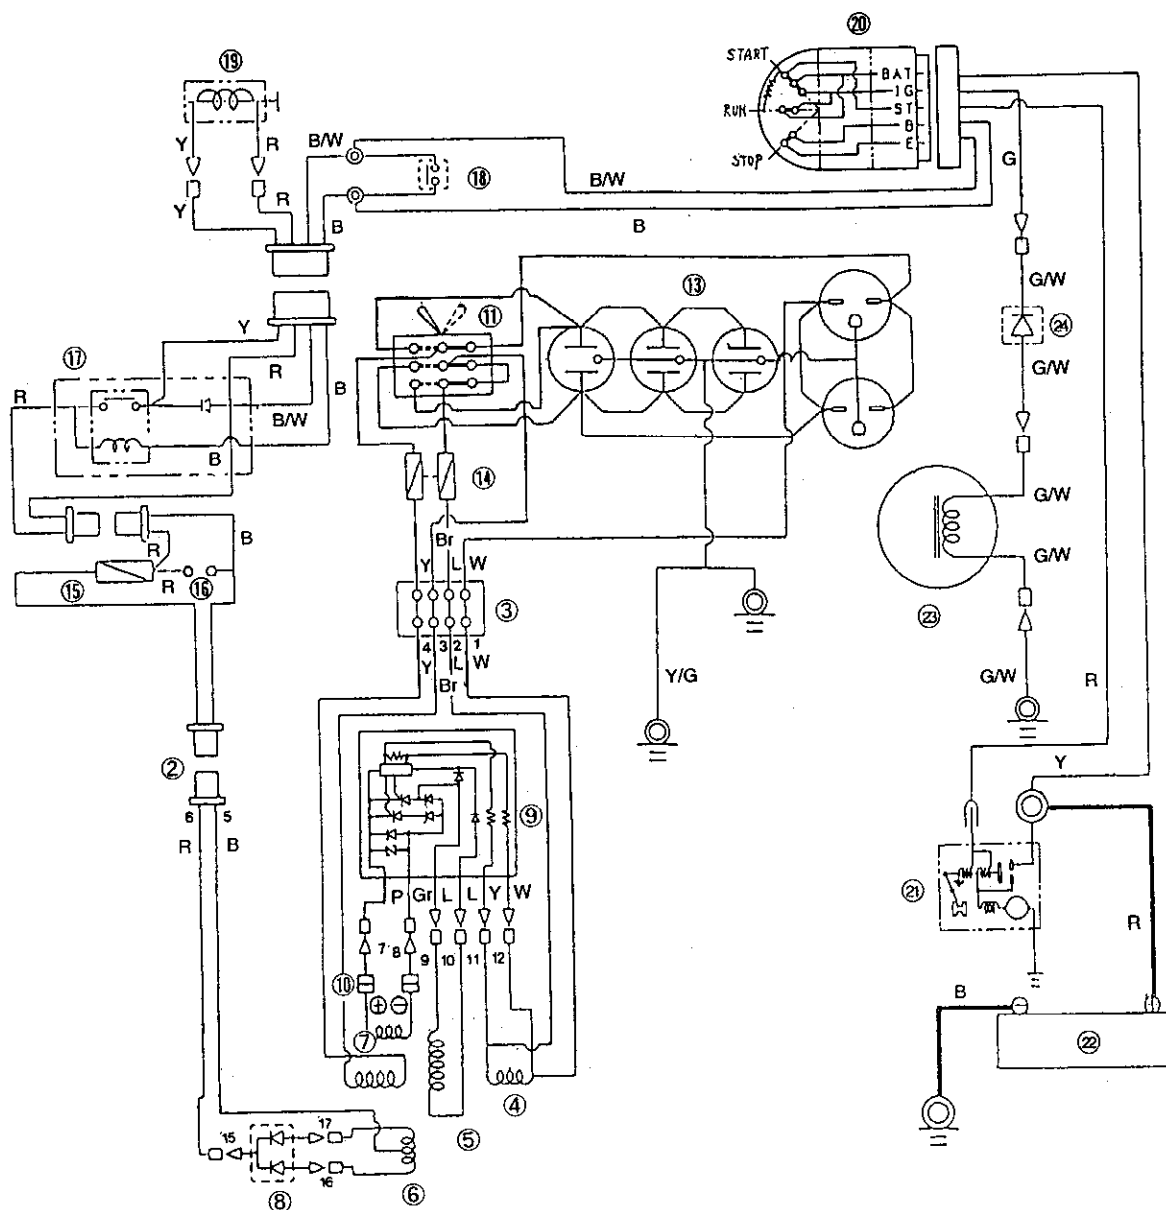 ⑳
START
BAT
IG
RUN
ST
B
E
STOP
⑲
Y
R
B/W
Y
R
B
⑱
B/W
B
G
G/W
㉔
G/W
⑬
⑪
Y
⑰
R
R
B
B/W
B
⑭
G/W
G/W
㉓
R
B
⑮
R
⑯
Br
Y
L
W
③
4
3
2
1
Y
L
W
Br
Y/G
G/W
R
Y
②
6
5
R
B
⑨
P
Gr
L
L
Y
W
7
8
9
10
11
12
⑩
⊕
⊖
⑦
④
⑤
㉑
R
B
㉒
15
17
16
⑧
⑥